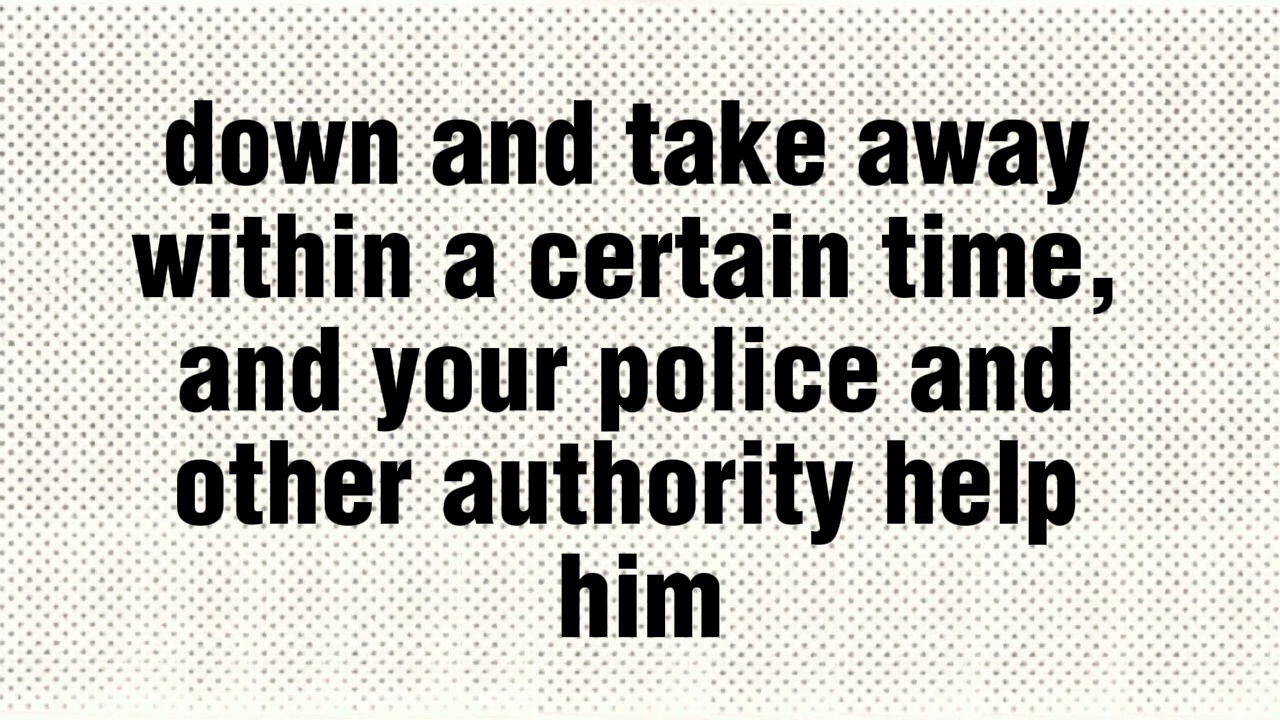 down and take away
within a certain time,
and your police and
other authority help
him